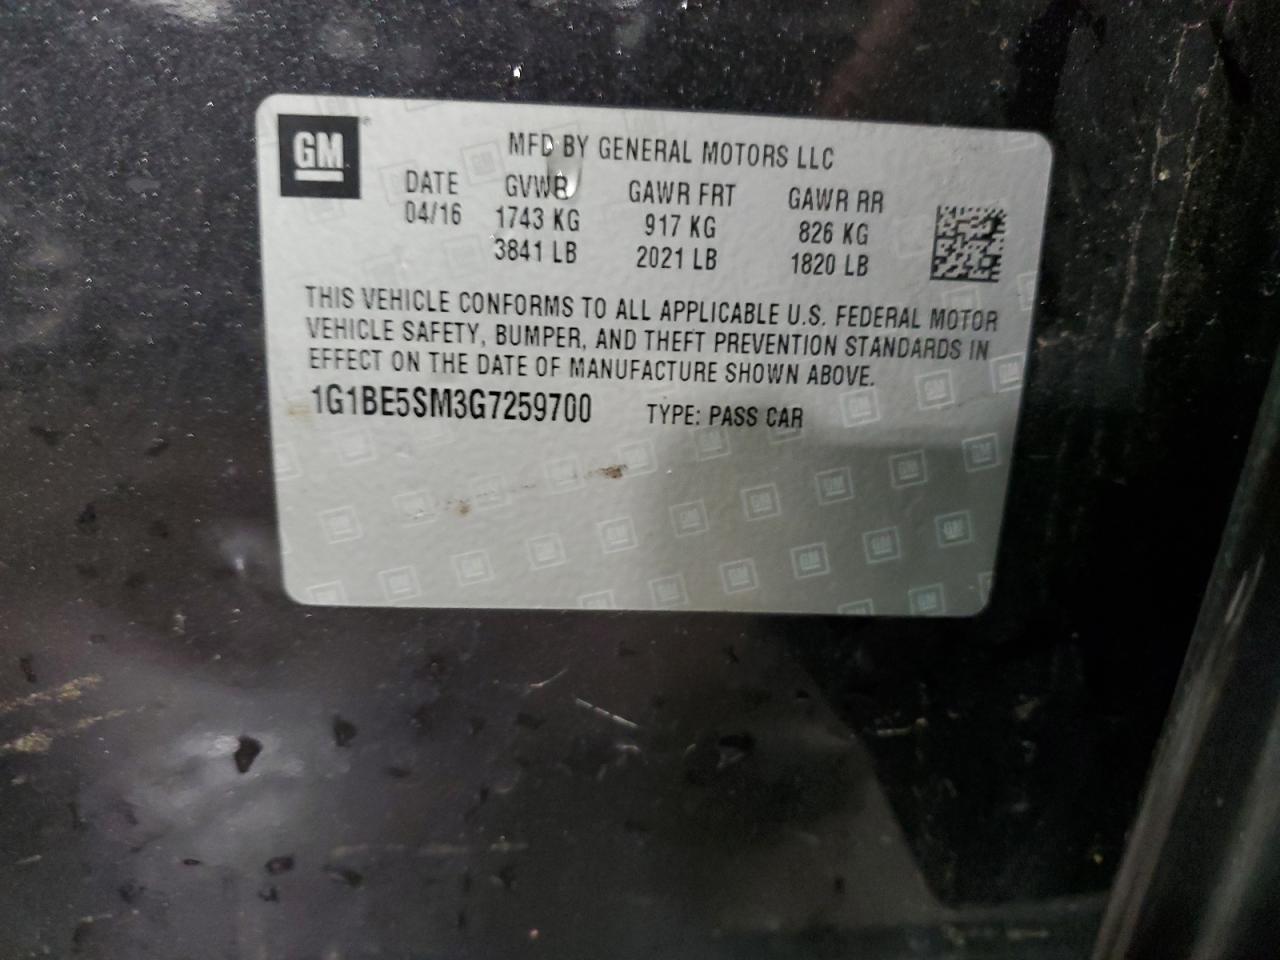 GM
MFD BY GENERAL MOTORS LLC
DATE GVWR GAWR FRT GAWR RR
04/16 1743 KG 917 KG 826 KG
3841 LB 2021 LB 1820 LB
THIS VEHICLE CONFORMS TO ALL APPLICABLE U.S. FEDERAL MOTOR
VEHICLE SAFETY, BUMPER, AND THEFT PREVENTION STANDARDS IN
EFFECT ON THE DATE OF MANUFACTURE SHOWN ABOVE.
1G1BE5SM3G7259700 TYPE: PASS CAR